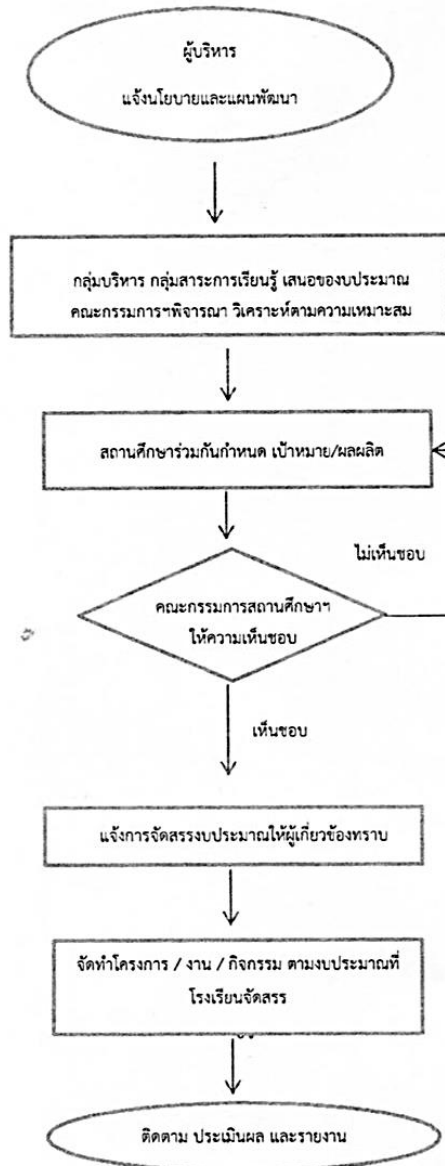 ผู้บริหาร
แจ้งนโยบายและแผนพัฒนา
กลุ่มบริหาร กลุ่มสาระการเรียนรู้ เสนอของบประมาณ
คณะกรรมการฯพิจารณา วิเคราะห์ตามความเหมาะสม
สถานศึกษาร่วมกันกำหนด เป้าหมาย/ผลผลิต
ไม่เห็นชอบ
คณะกรรมการสถานศึกษาฯ
ให้ความเห็นชอบ
เห็นชอบ
แจ้งการจัดสรรงบประมาณให้ผู้เกี่ยวข้องทราบ
จัดทำโครงการ / งาน / กิจกรรม ตามงบประมาณที่
โรงเรียนจัดสรร
ติดตาม ประเมินผล และรายงาน